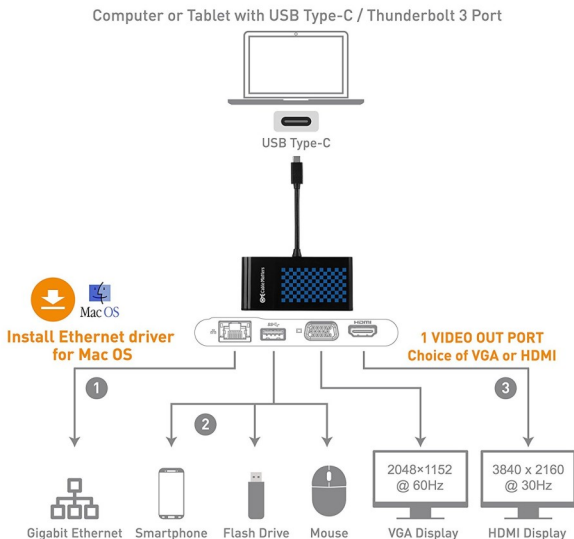 Computer or Tablet with USB Type-C / Thunderbolt 3 Port
USB Type-C
Cable Matters
Mac OS
Install Ethernet driver
for Mac OS
SS
HDMI
1 VIDEO OUT PORT
Choice of VGA or HDMI
1
2
3
2048×1152
@ 60Hz
3840 x 2160
@ 30Hz
Gigabit Ethernet
Smartphone
Flash Drive
Mouse
VGA Display
HDMI Display